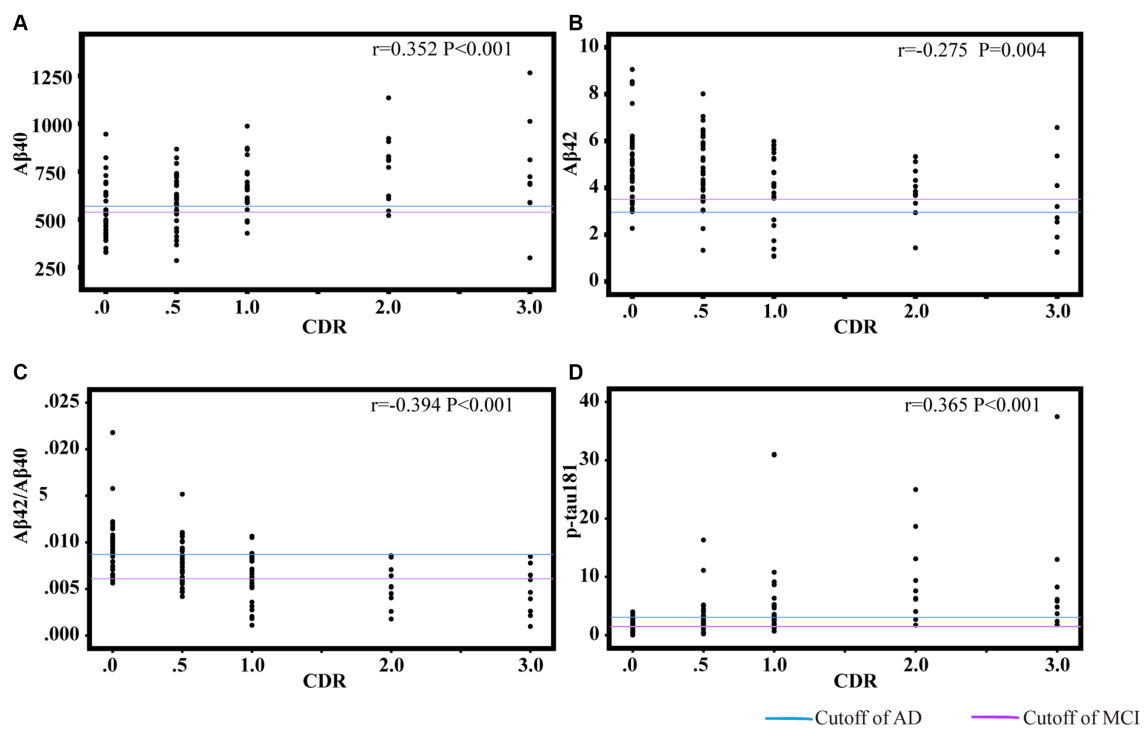 A
r=0.352 P<0.001
Aβ40
1250
1000
750
500
250
.0 .5 1.0 2.0 3.0
CDR
B
r=-0.275 P=0.004
Aβ42
10
8
6
4
2
0
.0 .5 1.0 2.0 3.0
CDR
C
r=-0.394 P<0.001
Aβ42/Aβ40
.025
.020
5
.010
.005
.000
.0 .5 1.0 2.0 3.0
CDR
D
r=0.365 P<0.001
p-tau181
40
30
20
10
0
.0 .5 1.0 2.0 3.0
CDR
Cutoff of AD Cutoff of MCI